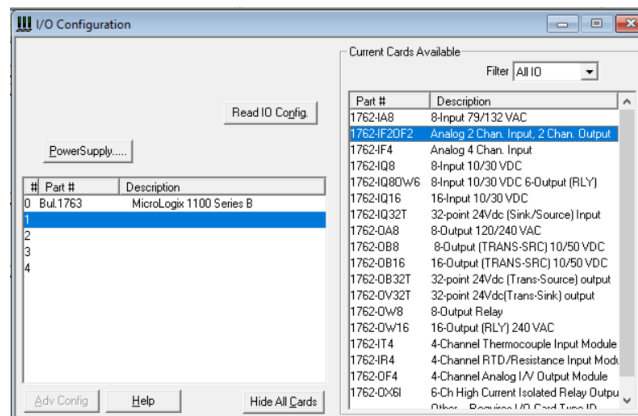 I/O Configuration
Read IO Config.
PowerSupply.....
# Part # Description
0 Bul.1763 MicroLogix 1100 Series B
1
2
3
4
Adv Config Help Hide All Cards
Current Cards Available
Filter All IO
Part # Description
1762-IA8 8-Input 79/132 VAC
1762-IF2OF2 Analog 2 Chan. Input, 2 Chan. Output
1762-IF4 Analog 4 Chan. Input
1762-IQ8 8-Input 10/30 VDC
1762-IQ8OW6 8-Input 10/30 VDC 6-Output (RLY)
1762-IQ16 16-Input 10/30 VDC
1762-IQ32T 32-point 24Vdc (Sink/Source) Input
1762-OA8 8-Output 120/240 VAC
1762-OB8 8-Output (TRANS-SRC) 10/50 VDC
1762-OB16 16-Output (TRANS-SRC) 10/50 VDC
1762-OB32T 32-point 24Vdc (Trans-Source) output
1762-OV32T 32-point 24Vdc(Trans-Sink) output
1762-OW8 8-Output Relay
1762-OW16 16-Output (RLY) 240 VAC
1762-IT4 4-Channel Thermocouple Input Module
1762-IR4 4-Channel RTD/Resistance Input Modu
1762-OF4 4-Channel Analog I/V Output Module
1762-OX6I 6-Ch High Current Isolated Relay Outpu
Other Requires I/O Card Type ID